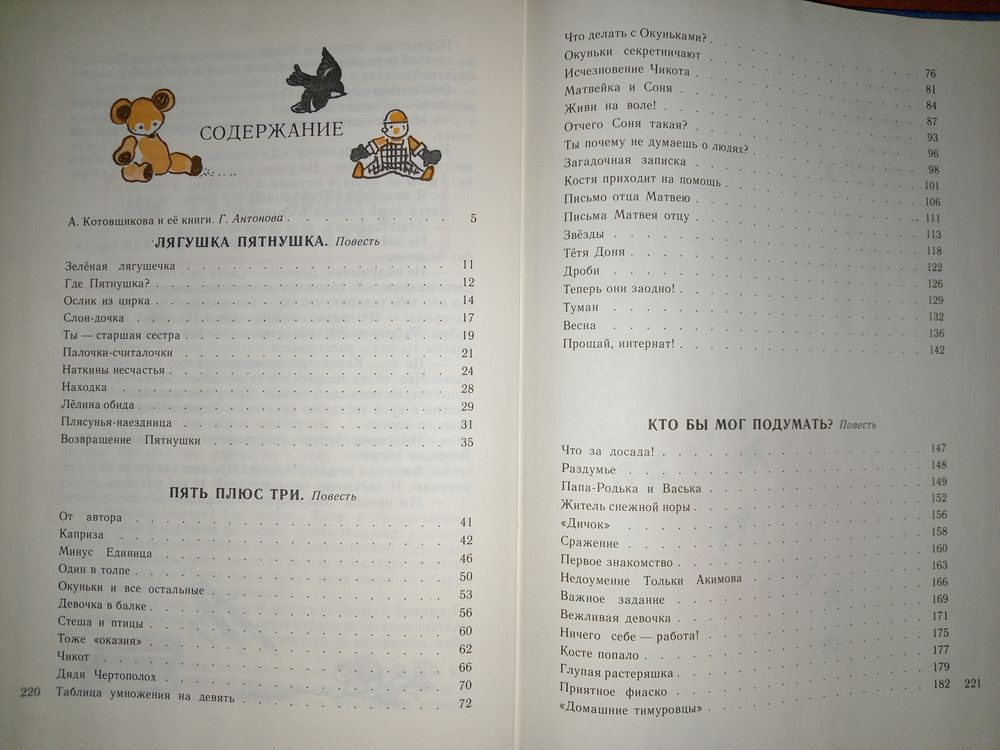 СОДЕРЖАНИЕ
А. Котовщикова и её книги. Г. Антонова . . . . . 5
ЛЯГУШКА ПЯТНУШКА. Повесть
Зелёная лягушечка . . . . . 11
Где Пятнушка? . . . . . 12
Ослик из цирка . . . . . 14
Слон-дочка . . . . . 17
Ты — старшая сестра . . . . . 19
Палочки-считалочки . . . . . 21
Наткины несчастья . . . . . 24
Находка . . . . . 28
Лёлина обида . . . . . 29
Плясунья-наездница . . . . . 31
Возвращение Пятнушки . . . . . 35
ПЯТЬ ПЛЮС ТРИ. Повесть
От автора . . . . . 41
Каприза . . . . . 42
Минус Единица . . . . . 46
Один в толпе . . . . . 50
Окуньки и все остальные . . . . . 53
Девочка в балке . . . . . 56
Стеша и птицы . . . . . 60
Тоже «оказия» . . . . . 62
Чикот . . . . . 66
Дядя Чертополох . . . . . 70
Таблица умножения на девять . . . . . 72
220
Что делать с Окуньками? . . . . . 76
Окуньки секретничают . . . . . 81
Исчезновение Чикота . . . . . 84
Матвейка и Соня . . . . . 87
Живи на воле! . . . . . 93
Отчего Соня такая? . . . . . 96
Ты почему не думаешь о людях? . . . . . 98
Загадочная записка . . . . . 101
Костя приходит на помощь . . . . . 106
Письмо отца Матвею . . . . . 111
Письма Матвея отцу . . . . . 113
Звёзды . . . . . 118
Тётя Доня . . . . . 122
Дроби . . . . . 126
Теперь они заодно! . . . . . 129
Туман . . . . . 132
Весна . . . . . 136
Прощай, интернат! . . . . . 142
КТО БЫ МОГ ПОДУМАТЬ? Повесть
Что за досада! . . . . . 147
Раздумье . . . . . 148
Папа-Родька и Васька . . . . . 149
Житель снежной норы . . . . . 152
«Дичок» . . . . . 156
Сражение . . . . . 158
Первое знакомство . . . . . 160
Недоумение Тольки Акимова . . . . . 163
Важное задание . . . . . 166
Вежливая девочка . . . . . 169
Ничего себе — работа! . . . . . 171
Косте попало . . . . . 175
Глупая растеряшка . . . . . 177
Приятное фиаско . . . . . 179
«Домашние тимуровцы» . . . . . 182
221